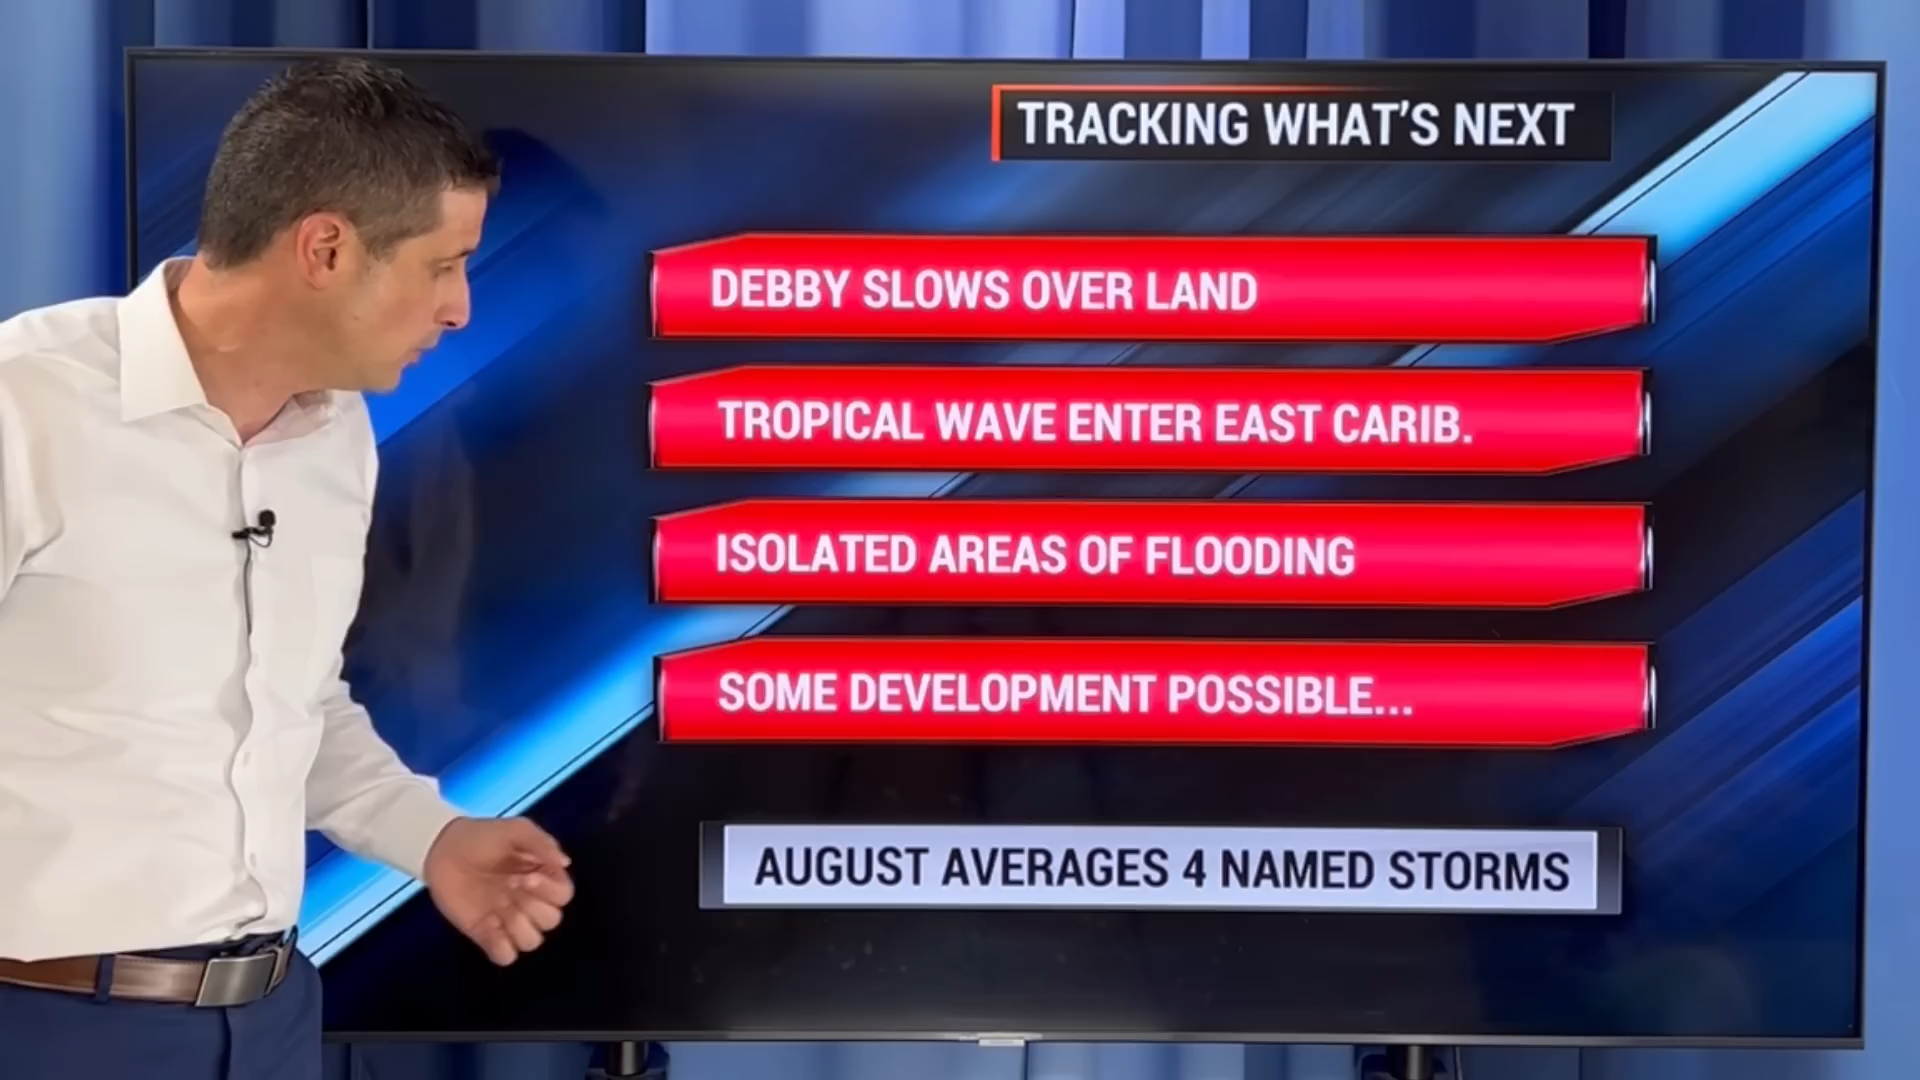 TRACKING WHAT'S NEXT
DEBBY SLOWS OVER LAND
TROPICAL WAVE ENTER EAST CARIB.
ISOLATED AREAS OF FLOODING
SOME DEVELOPMENT POSSIBLE...
AUGUST AVERAGES 4 NAMED STORMS